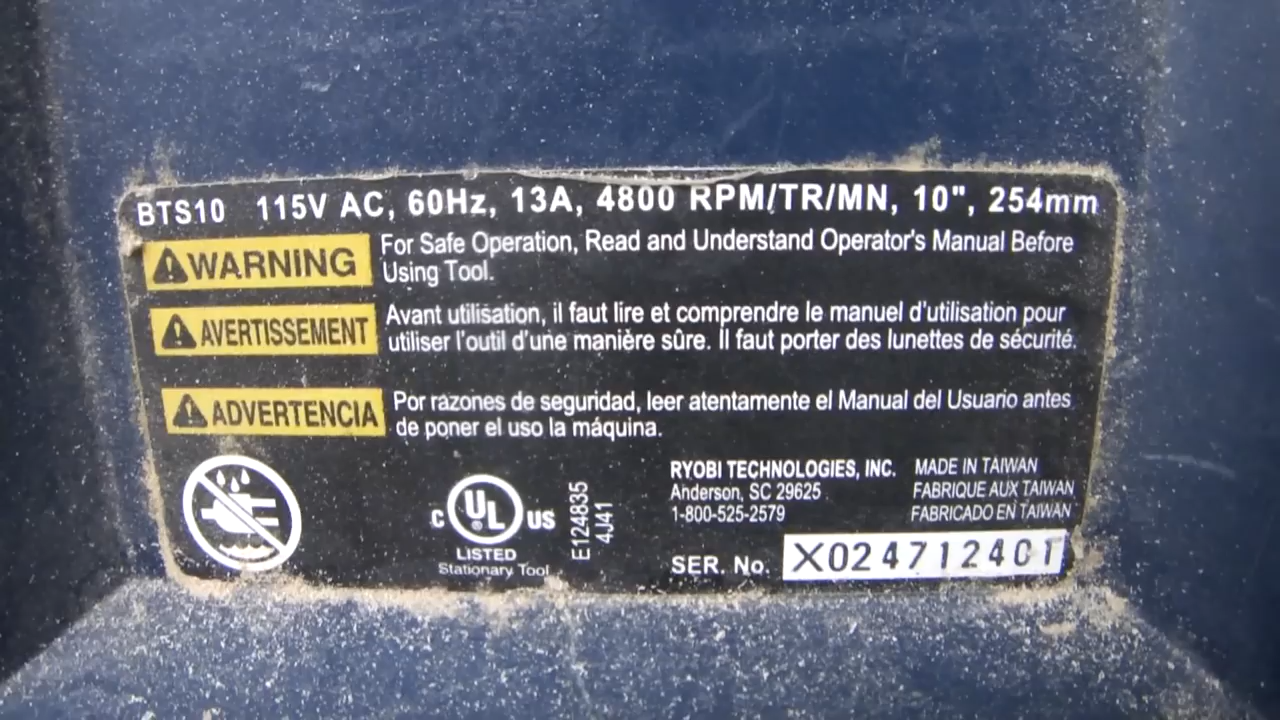 BTS10 115V AC, 60Hz, 13A, 4800 RPM/TR/MN, 10", 254mm
WARNING
For Safe Operation, Read and Understand Operator's Manual Before
Using Tool.
AVERTISSEMENT
Avant utilisation, il faut lire et comprendre le manuel d'utilisation pour
utiliser l'outil d'une manière sûre. Il faut porter des lunettes de sécurité.
ADVERTENCIA
Por razones de seguridad, leer atentamente el Manual del Usuario antes
de poner el uso la máquina.
C UL US
LISTED
Stationary Tool
E124835
4J41
RYOBI TECHNOLOGIES, INC.
Anderson, SC 29625
1-800-525-2579
MADE IN TAIWAN
FABRIQUE AUX TAIWAN
FABRICADO EN TAIWAN
SER. No.